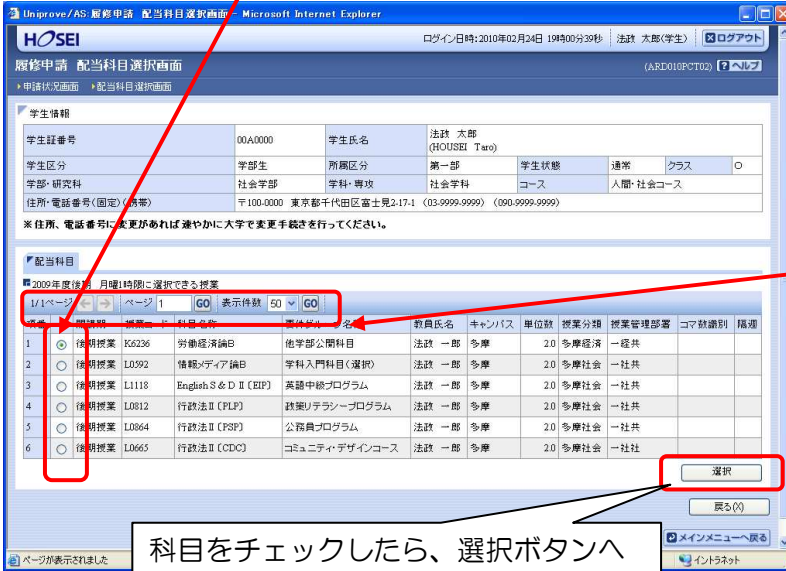 Uniprove/AS:履修申請 配当科目選択画面 - Microsoft Internet Explorer
HOSEI ログイン日時:2010年02月24日 19時00分39秒 法政 太郎(学生) ログアウト
履修申請 配当科目選択画面 (ARD010PCT02) ヘルプ
申請状況画面 配当科目選択画面
学生情報
学生証番号 00A0000 学生氏名 法政 太郎
(HOUSEI Taro)
学生区分 学部生 所属区分 第一部 学生状態 通常 クラス O
学部・研究科 社会学部 学科・専攻 社会学科 コース 人間・社会コース
住所・電話番号(固定)(携帯) 〒100-0000 東京都千代田区富士見2-17-1 (03-9999-9999) (090-9999-9999)
※住所、電話番号に変更があれば速やかに大学で変更手続きを行ってください。
配当科目
2009年度後期 月曜1時限に選択できる授業
1/1ページ ページ 1 GO 表示件数 50 GO
項番 開講期 授業コード 科目名称 教員氏名 キャンパス 単位数 授業分類 授業管理部署 コマ数識別 隔週
1 後期授業 K6236 労働経済論B 他学部公開科目 法政 一郎 多摩 2.0 多摩経済 一経共
2 後期授業 L0592 情報メディア論B 学科入門科目(選択) 法政 一郎 多摩 2.0 多摩社会 一社共
3 後期授業 L1118 English S & D II [EIP] 英語中級プログラム 法政 一郎 多摩 2.0 多摩社会 一社共
4 後期授業 L0812 行政法II [PLP] 政策リテラシープログラム 法政 一郎 多摩 2.0 多摩社会 一社共
5 後期授業 L0864 行政法II [PSP] 公務員プログラム 法政 一郎 多摩 2.0 多摩社会 一社共
6 後期授業 L0665 行政法II [CDC] コミュニティ・デザインコース 法政 一郎 多摩 2.0 多摩社会 一社社
選択
戻る(X)
メインメニューへ戻る
科目をチェックしたら、選択ボタンへ
ページが表示されました イントラネット